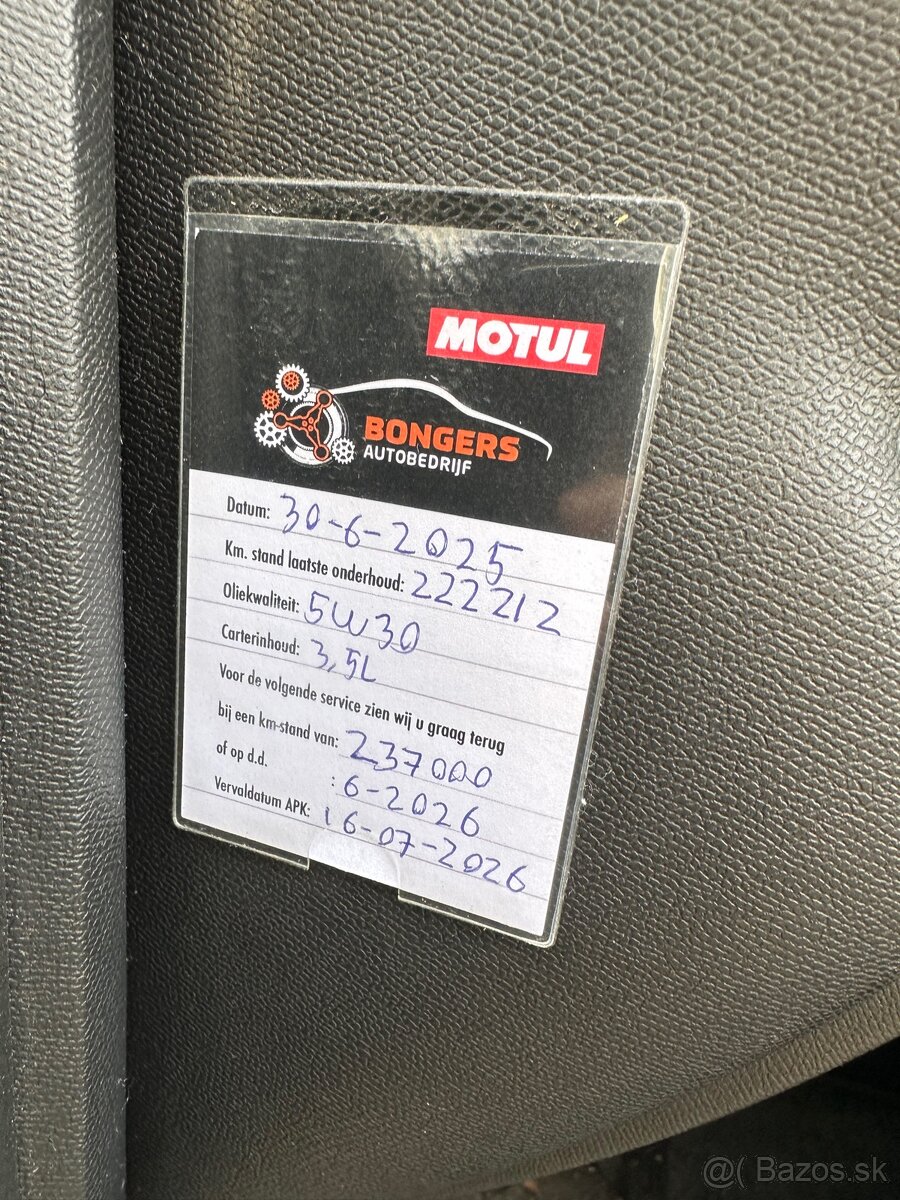 MOTUL
BONGERS
AUTOBEDRIJF
Datum: 30-6-2025
Km. stand laatste onderhoud: 222212
Oliekwaliteit: 5W30
Carterinhoud: 3,5L
Voor de volgende service zien wij u graag terug
bij een km-stand van: 237000
of op d.d. : 6-2026
Vervaldatum APK: 16-07-2026
@( Bazos.sk